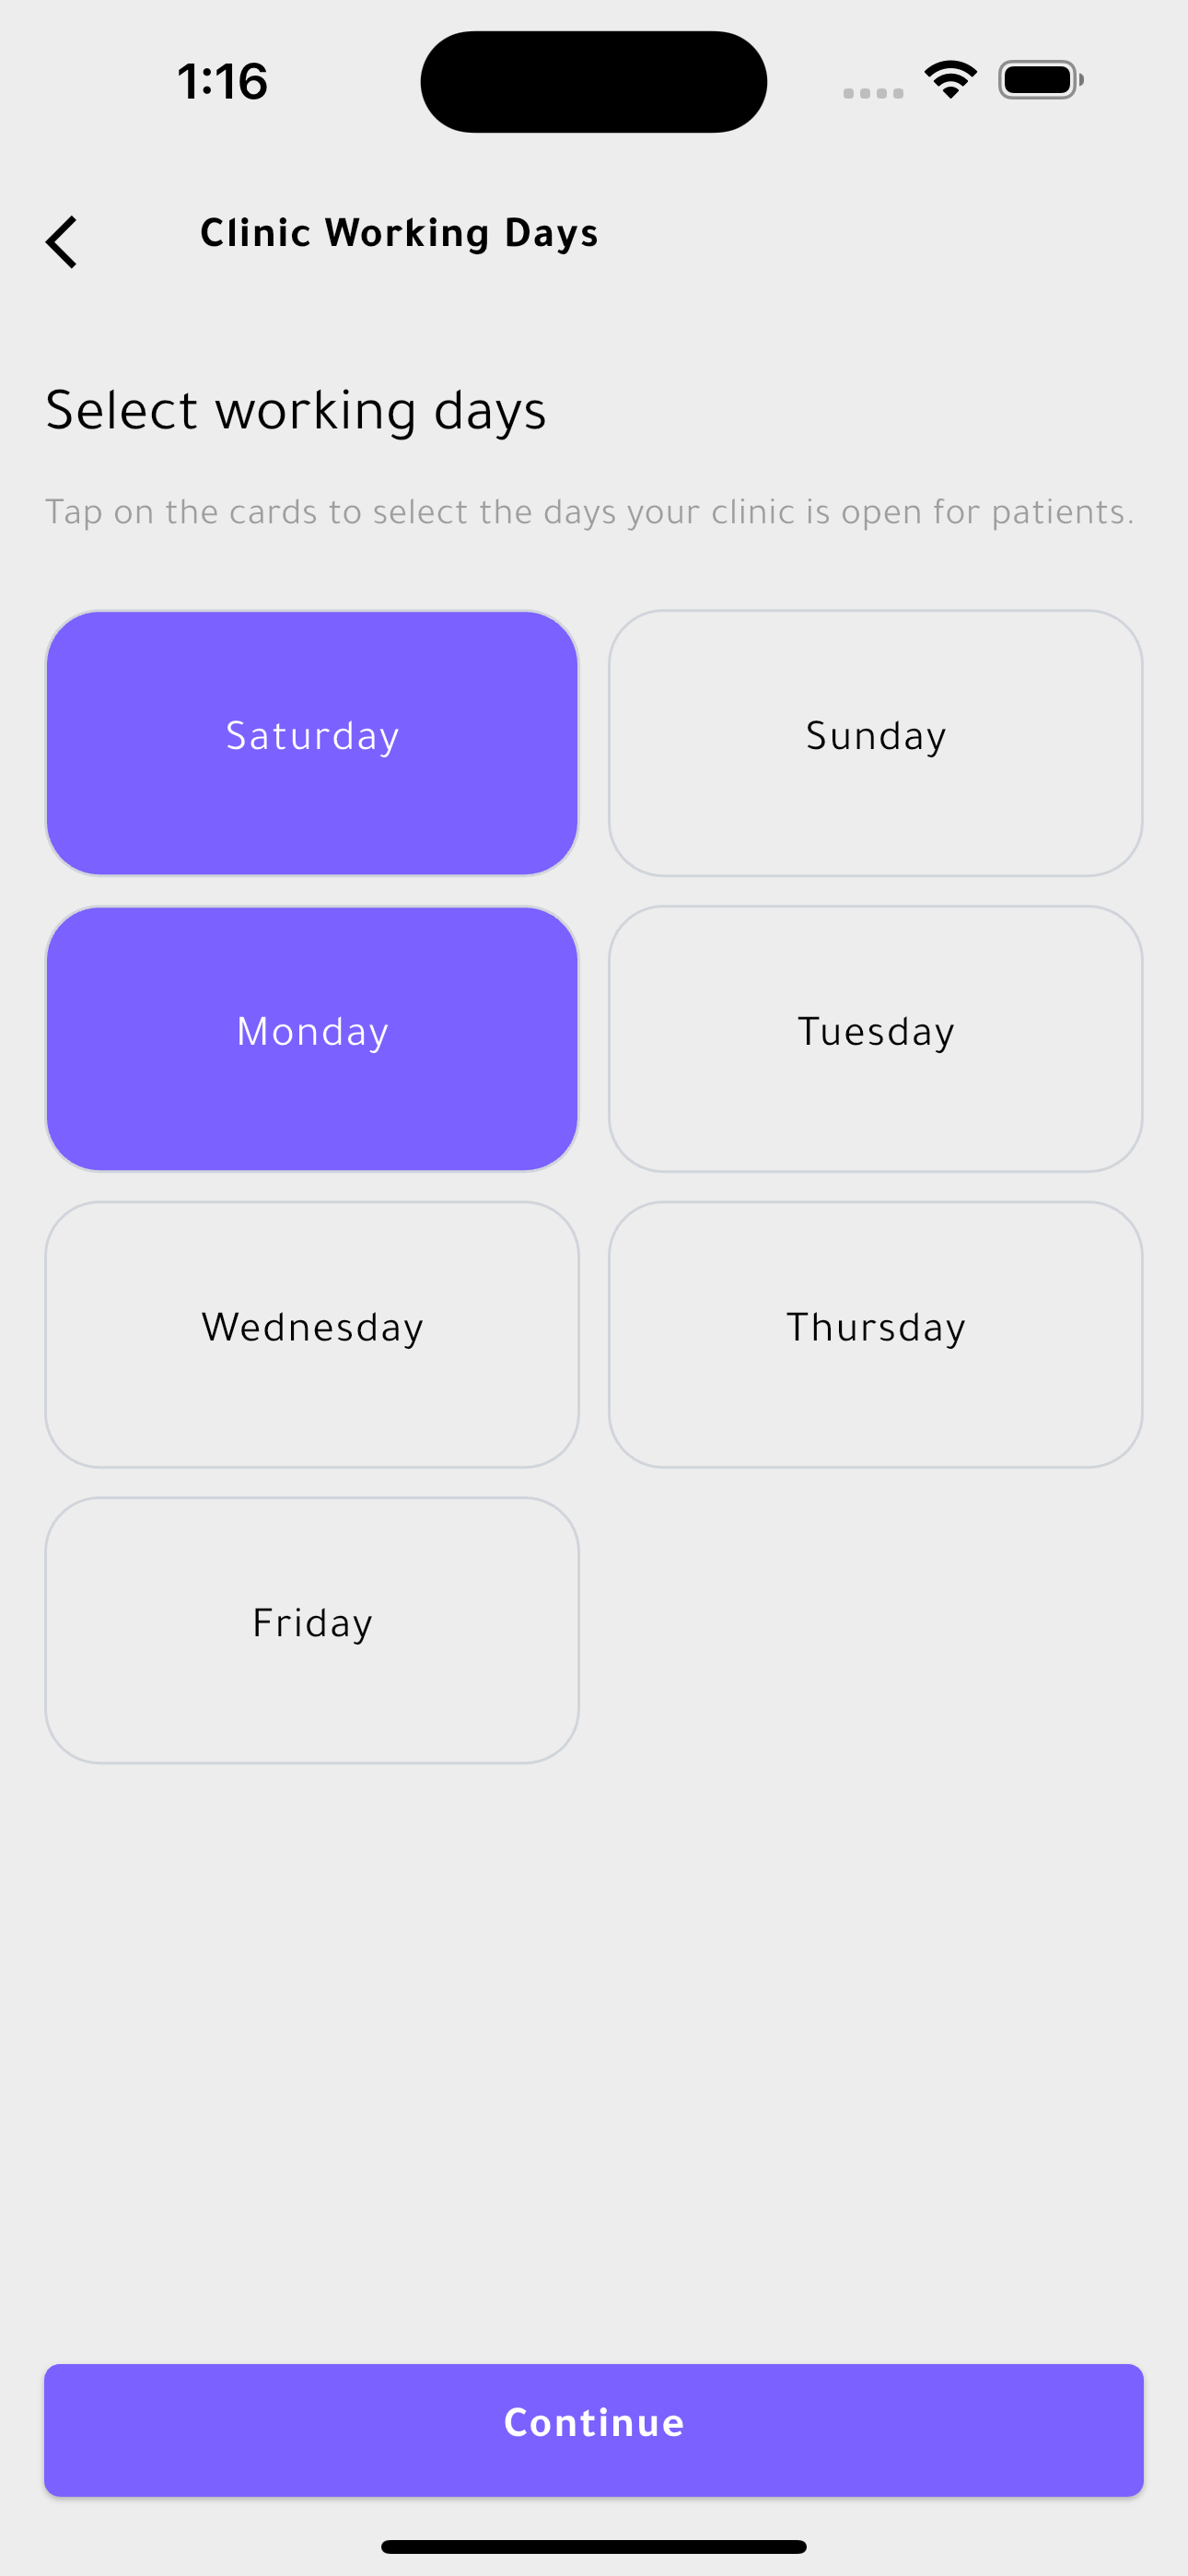 1:16
Clinic Working Days
Select working days
Tap on the cards to select the days your clinic is open for patients.
Saturday
Sunday
Monday
Tuesday
Wednesday
Thursday
Friday
Continue